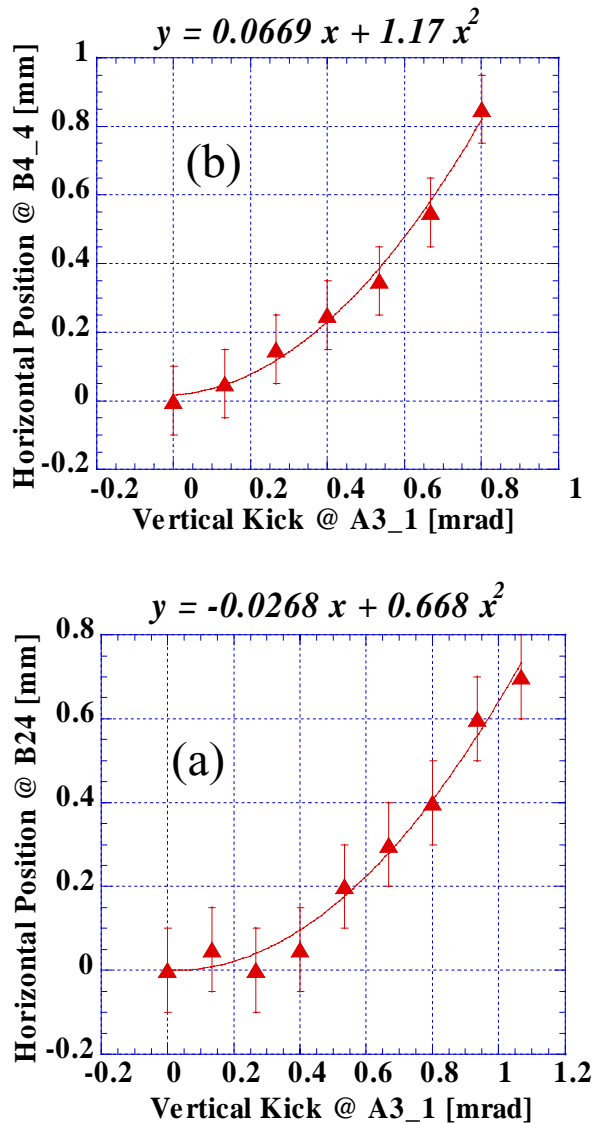 y = 0.0669 x + 1.17 x²
1
0.8
0.6
0.4
0.2
0
-0.2
Horizontal Position @ B4_4 [mm]
(b)
-0.2 0 0.2 0.4 0.6 0.8 1
Vertical Kick @ A3_1 [mrad]
y = -0.0268 x + 0.668 x²
0.8
0.6
0.4
0.2
0
-0.2
Horizontal Position @ B24 [mm]
(a)
-0.2 0 0.2 0.4 0.6 0.8 1 1.2
Vertical Kick @ A3_1 [mrad]